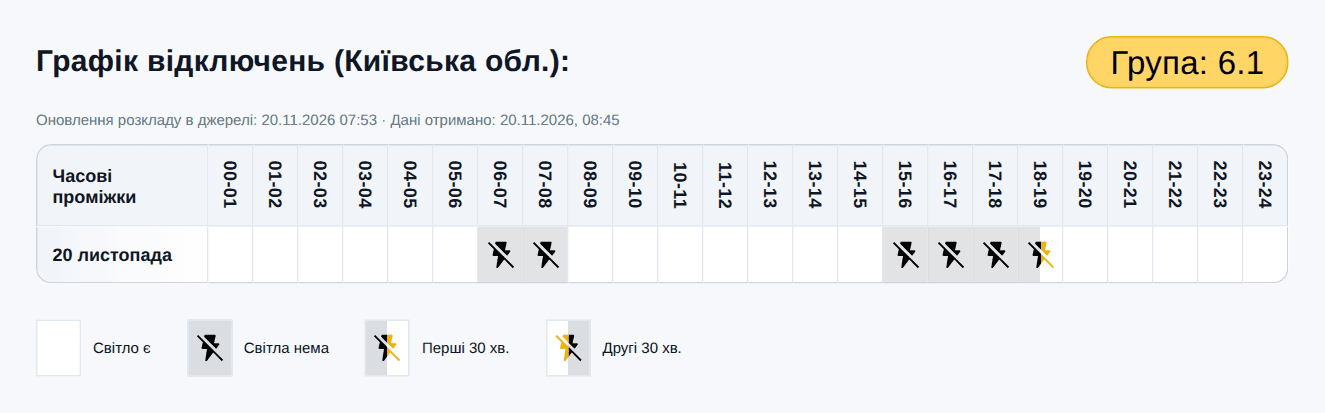 Графік відключень (Київська обл.):
Група: 6.1
Оновлення розкладу в джерелі: 20.11.2026 07:53 · Дані отримано: 20.11.2026, 08:45
Часові
проміжки
00-01
01-02
02-03
03-04
04-05
05-06
06-07
07-08
08-09
09-10
10-11
11-12
12-13
13-14
14-15
15-16
16-17
17-18
18-19
19-20
20-21
21-22
22-23
23-24
20 листопада
Світло є
Світла нема
Перші 30 хв.
Другі 30 хв.